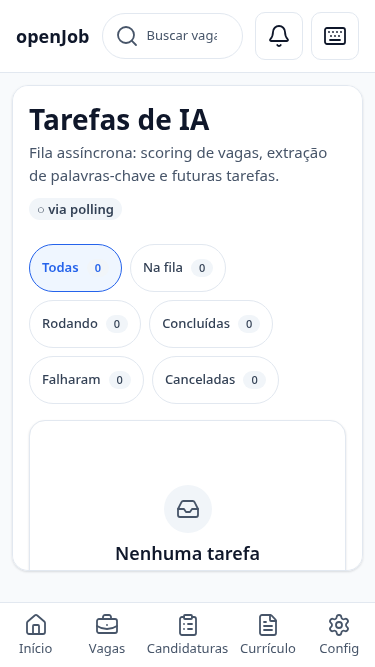 openJob
Buscar vaga
Tarefas de IA
Fila assíncrona: scoring de vagas, extração
de palavras-chave e futuras tarefas.
○ via polling
Todas 0
Na fila 0
Rodando 0
Concluídas 0
Falharam 0
Canceladas 0
Nenhuma tarefa
Início
Vagas
Candidaturas
Currículo
Config